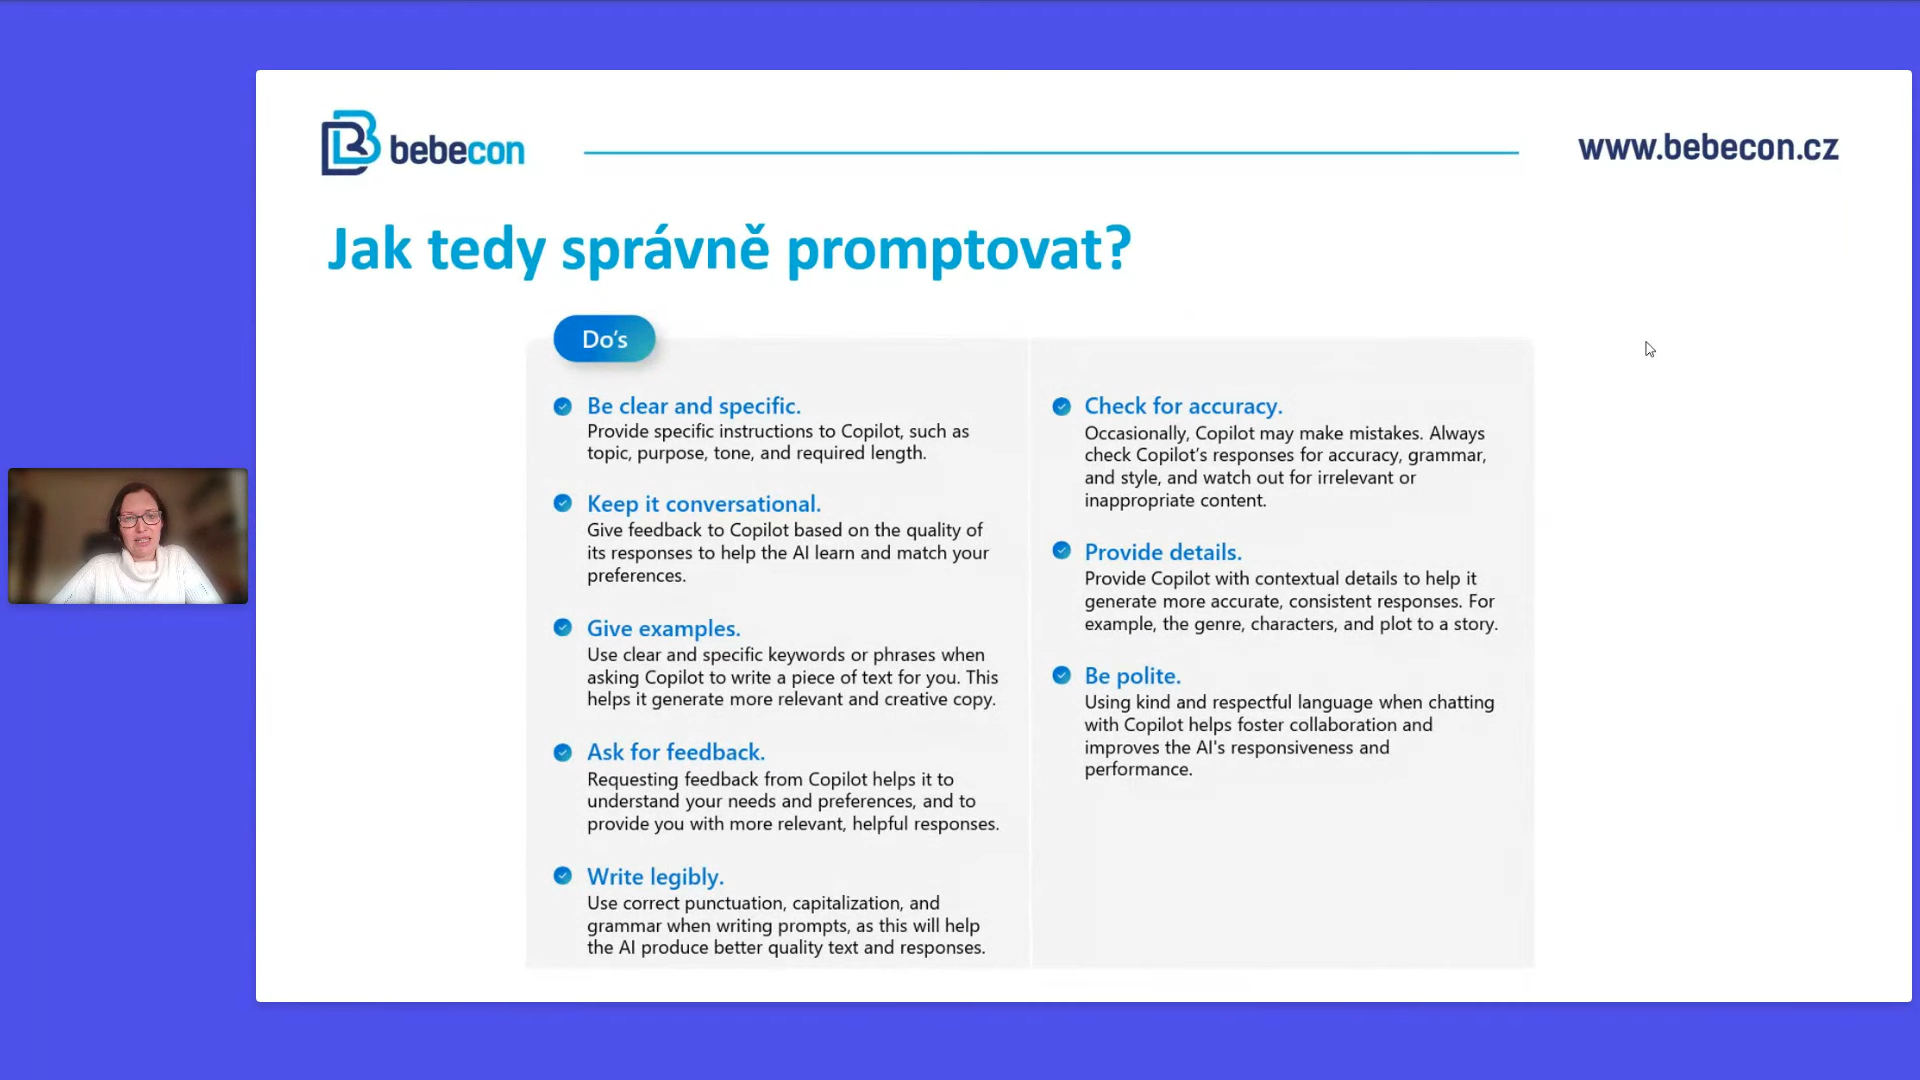 bebecon
www.bebecon.cz
Jak tedy správně promptovat?
Do's
Be clear and specific.
Provide specific instructions to Copilot, such as
topic, purpose, tone, and required length.
Keep it conversational.
Give feedback to Copilot based on the quality of
its responses to help the AI learn and match your
preferences.
Give examples.
Use clear and specific keywords or phrases when
asking Copilot to write a piece of text for you. This
helps it generate more relevant and creative copy.
Ask for feedback.
Requesting feedback from Copilot helps it to
understand your needs and preferences, and to
provide you with more relevant, helpful responses.
Write legibly.
Use correct punctuation, capitalization, and
grammar when writing prompts, as this will help
the AI produce better quality text and responses.
Check for accuracy.
Occasionally, Copilot may make mistakes. Always
check Copilot's responses for accuracy, grammar,
and style, and watch out for irrelevant or
inappropriate content.
Provide details.
Provide Copilot with contextual details to help it
generate more accurate, consistent responses. For
example, the genre, characters, and plot to a story.
Be polite.
Using kind and respectful language when chatting
with Copilot helps foster collaboration and
improves the AI's responsiveness and
performance.